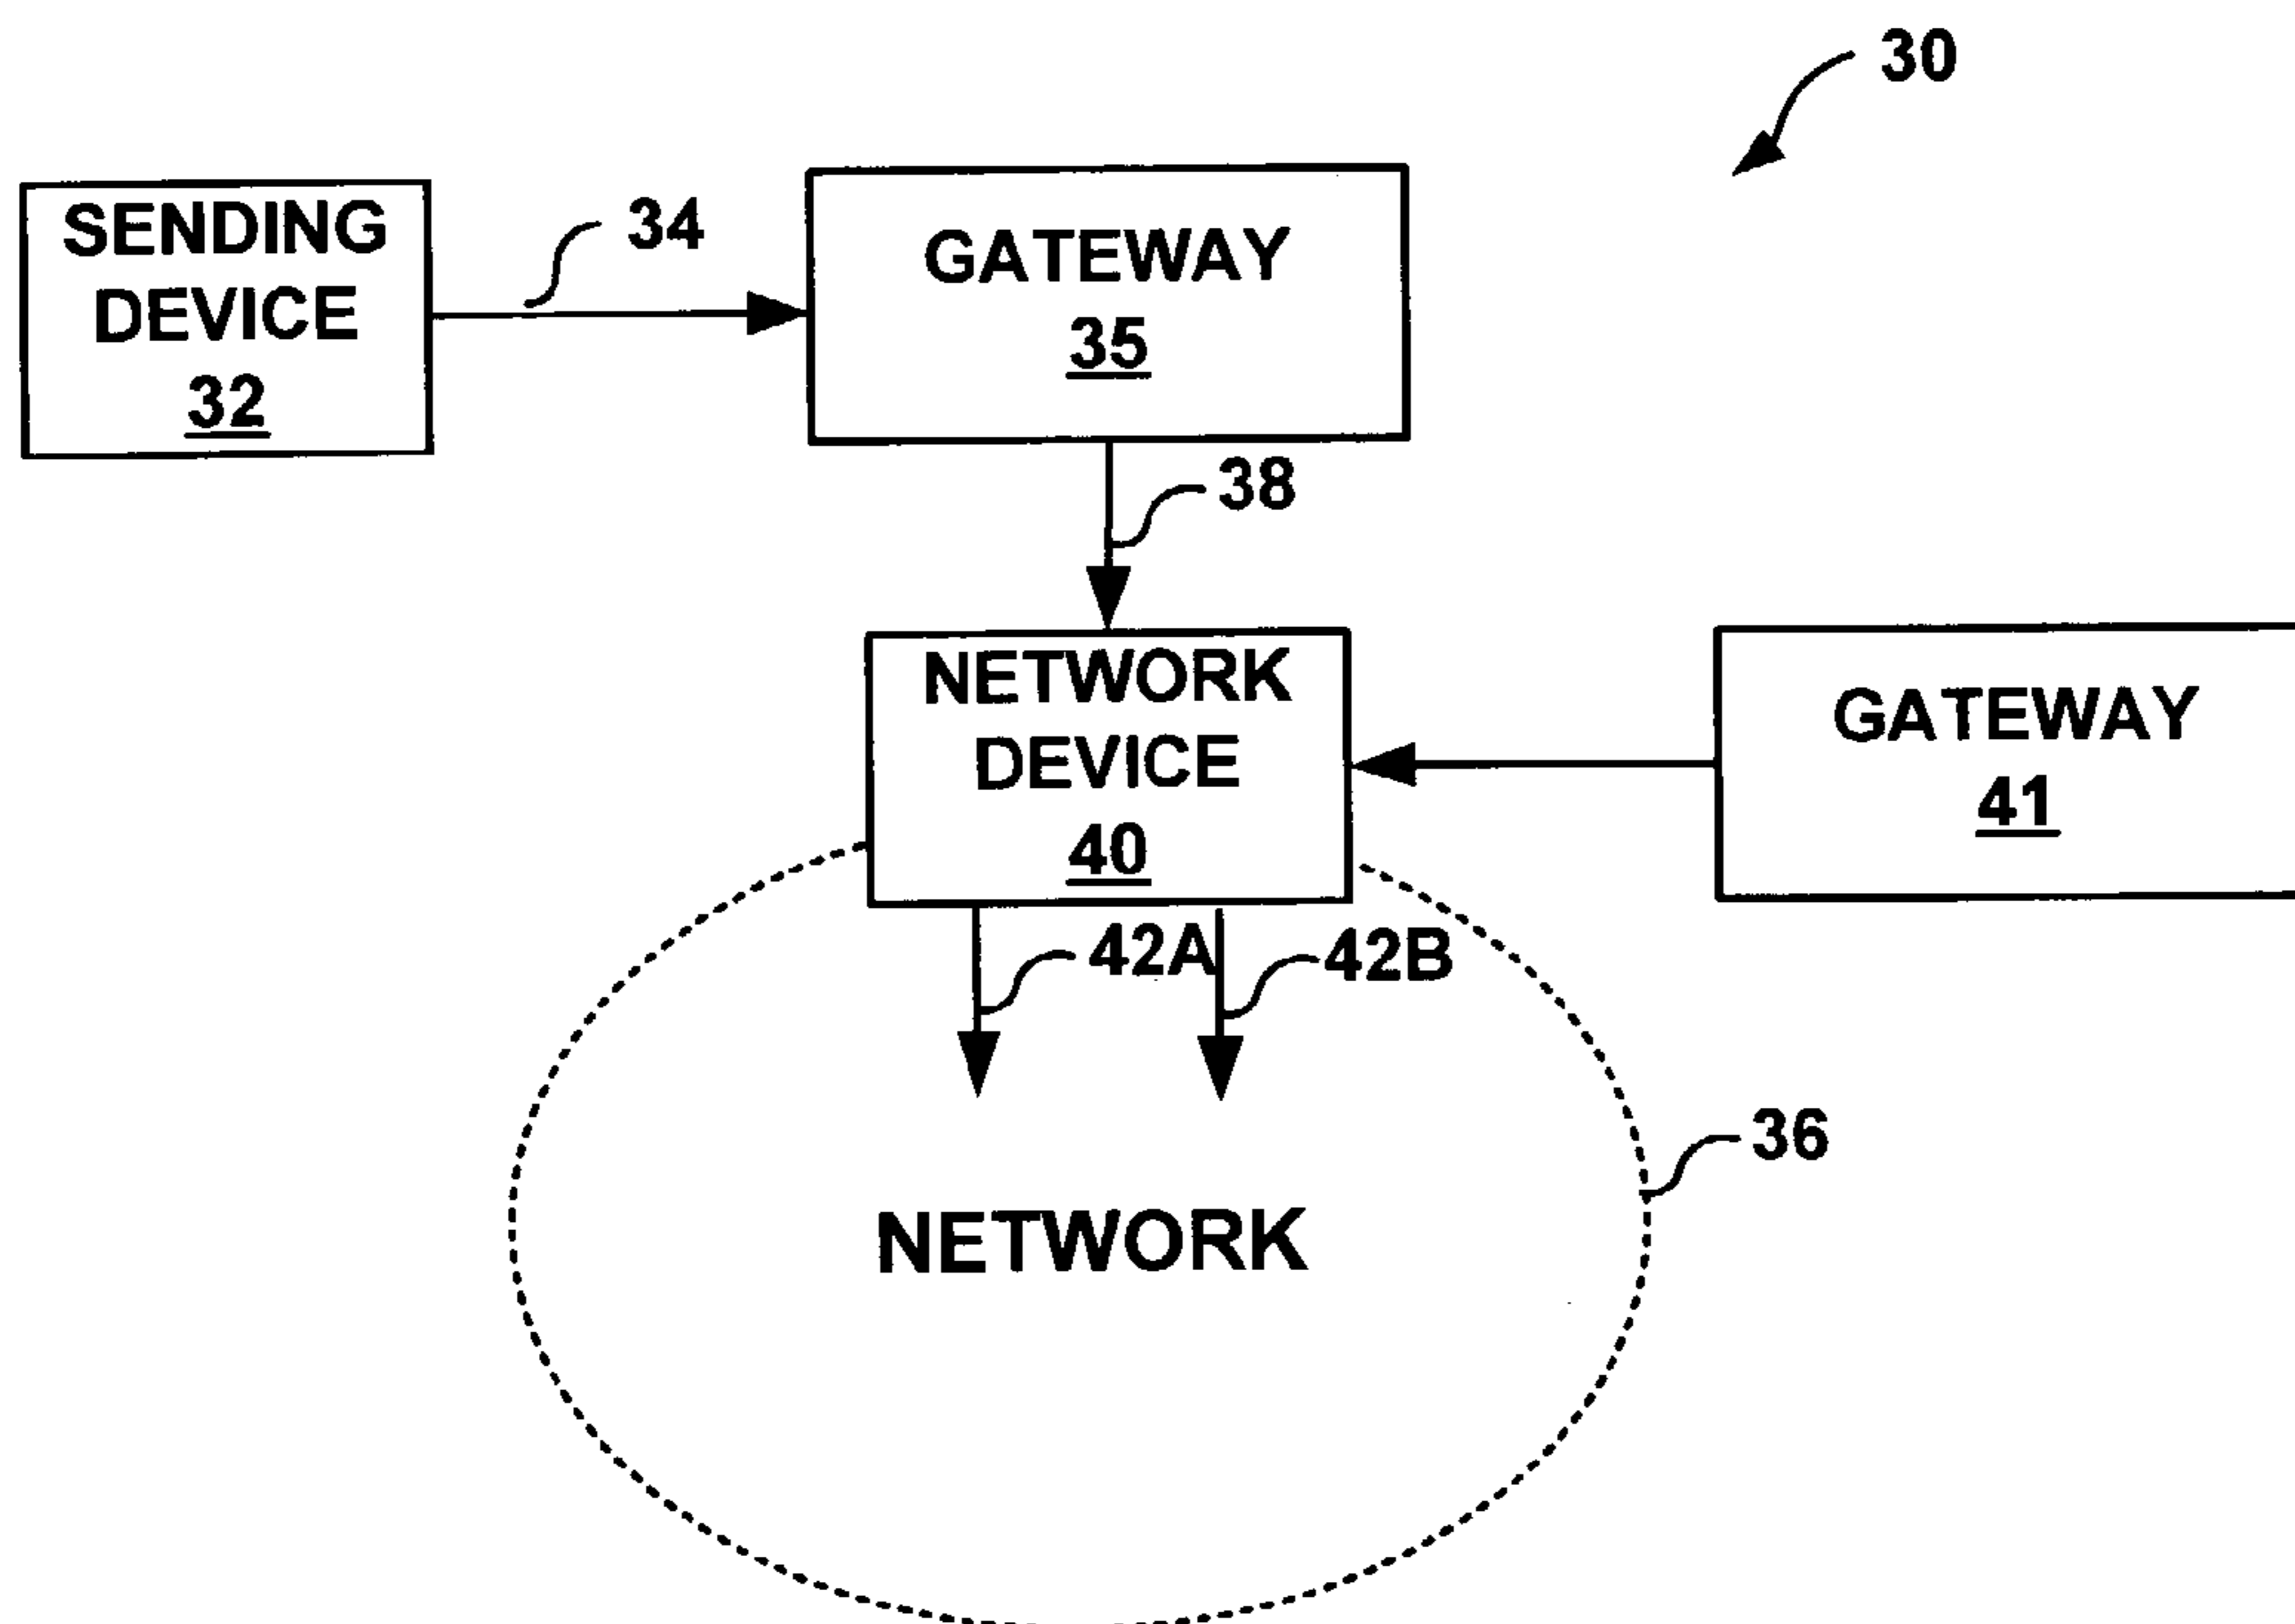 30
SENDING
DEVICE
32
34
GATEWAY
35
38
NETWORK
DEVICE
40
GATEWAY
41
42A
42B
36
NETWORK